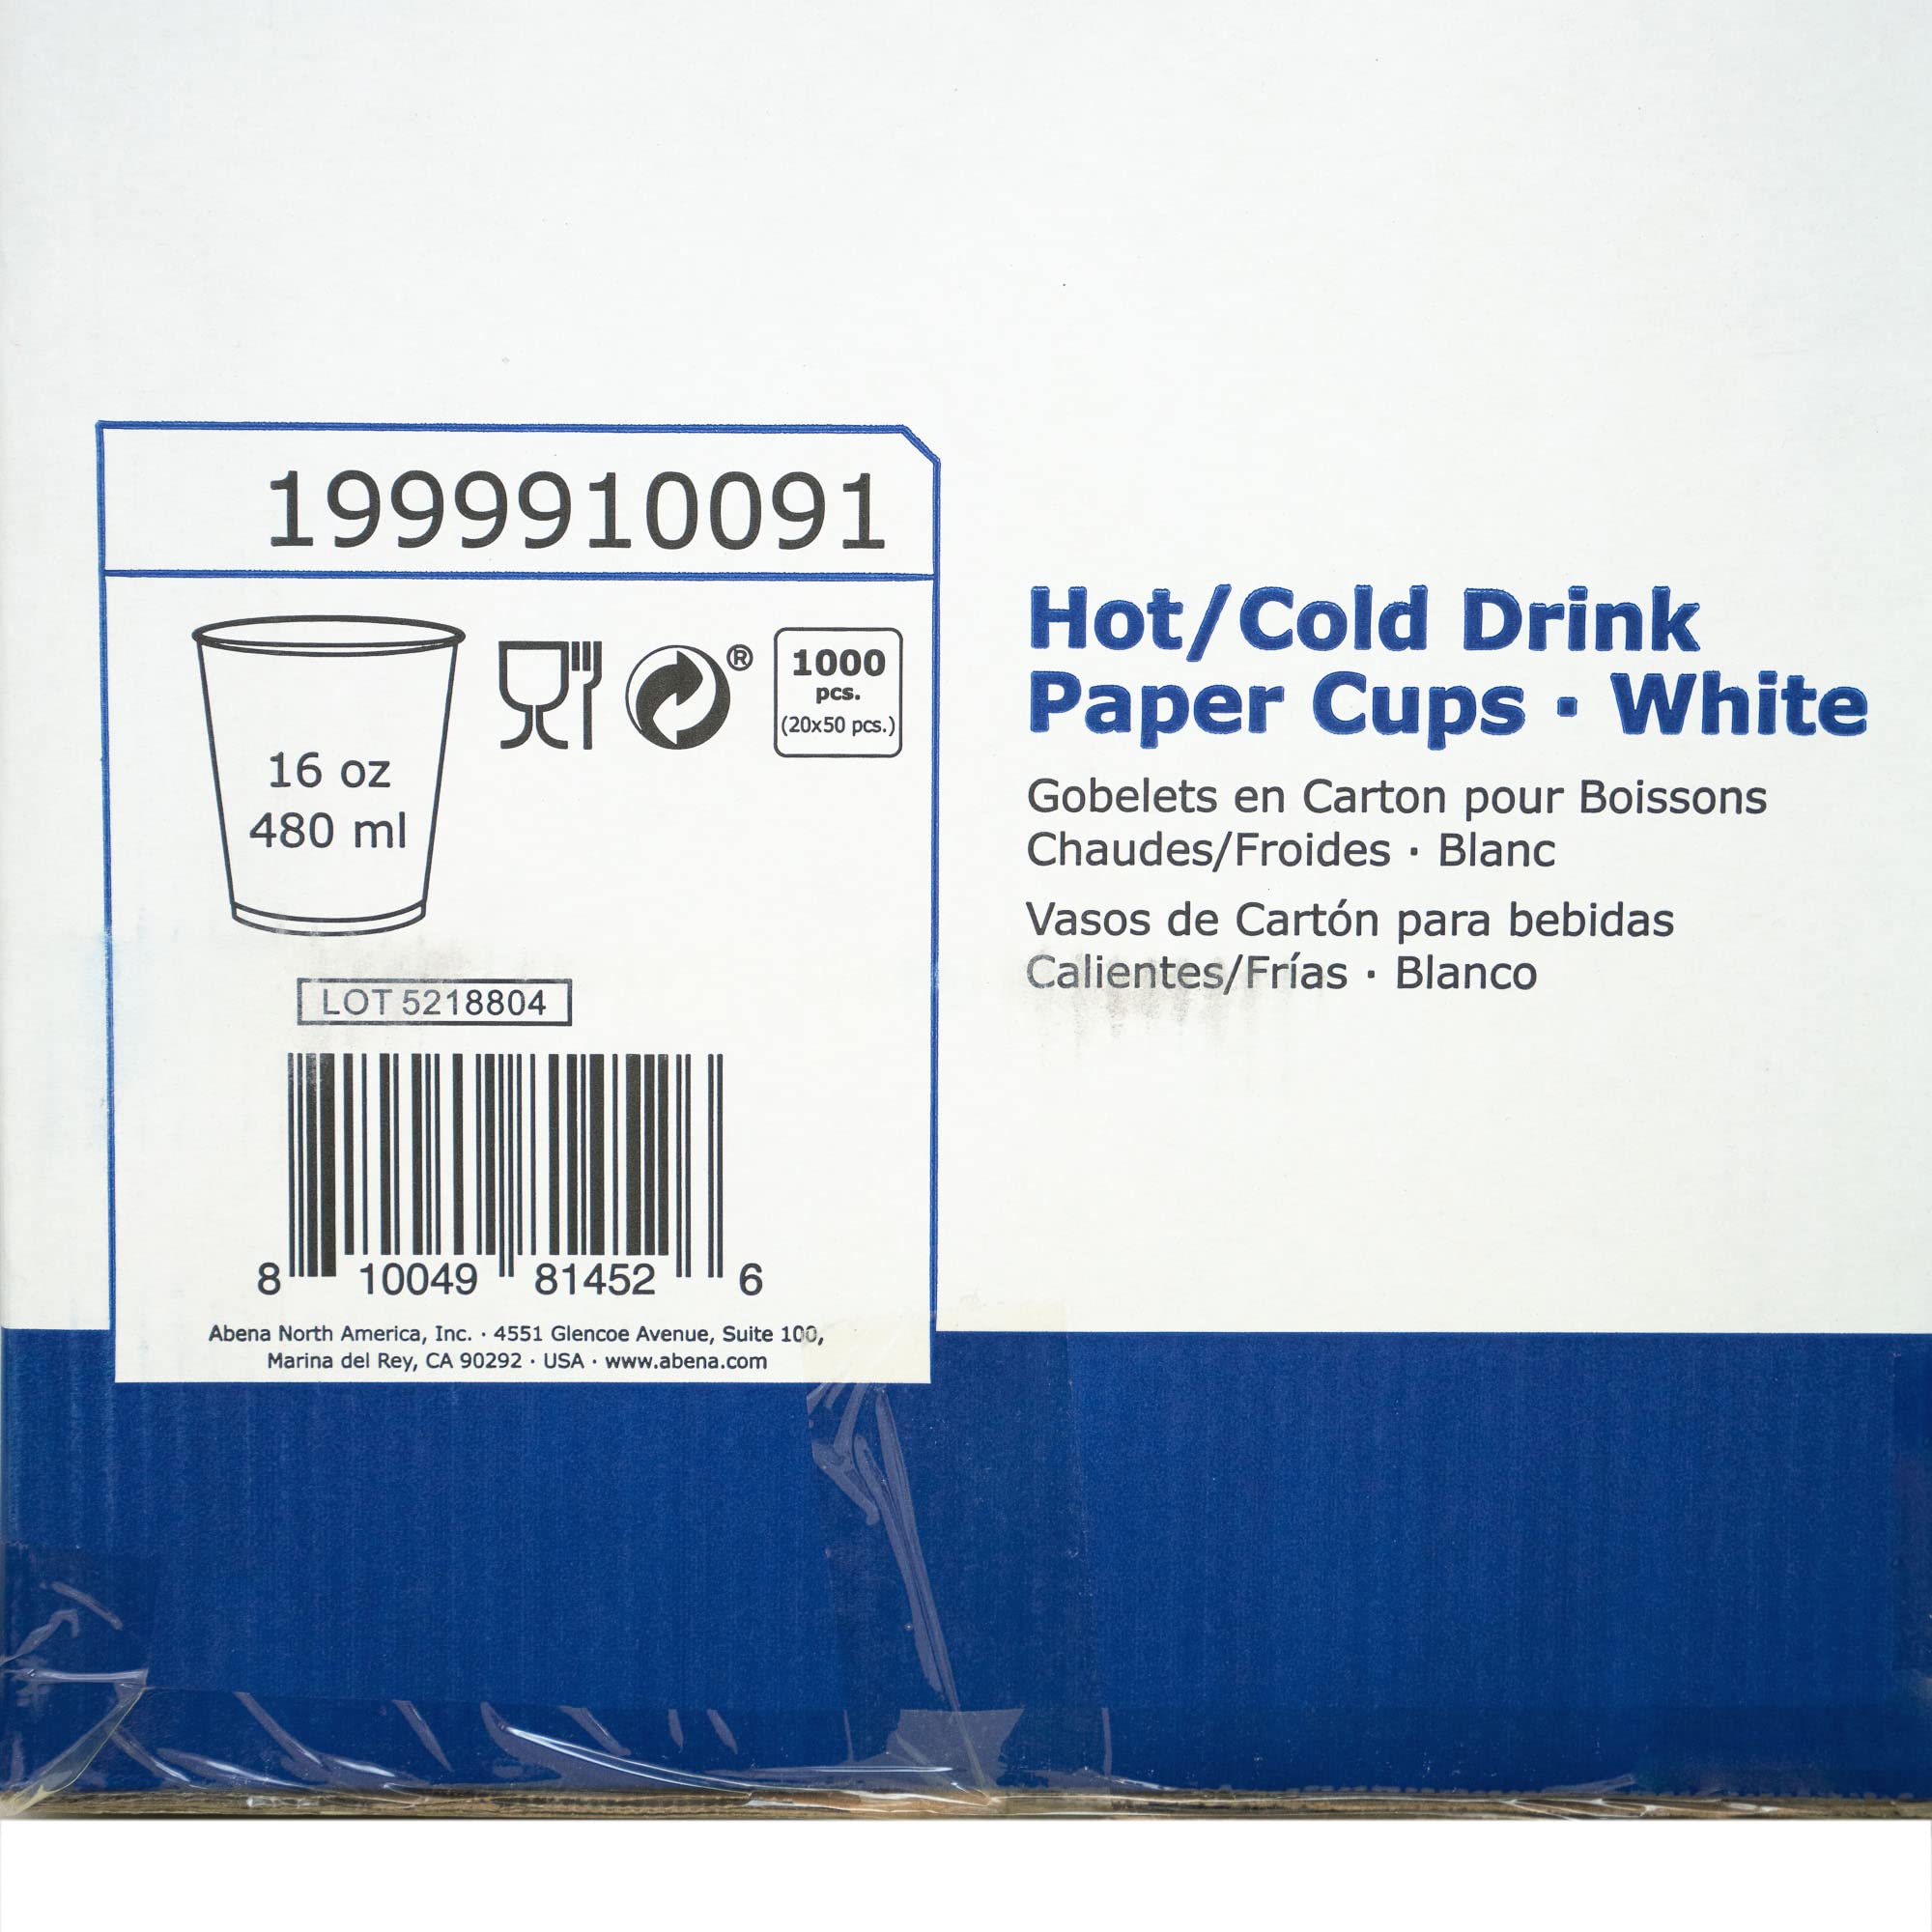 1999910091
16 oz
480 ml
®
1000
pcs.
(20x50 pcs.)
LOT 5218804
8 10049 81452 6
Abena North America, Inc. · 4551 Glencoe Avenue, Suite 100,
Marina del Rey, CA 90292 · USA · www.abena.com
Hot/Cold Drink
Paper Cups · White
Gobelets en Carton pour Boissons
Chaudes/Froides · Blanc
Vasos de Cartón para bebidas
Calientes/Frías · Blanco